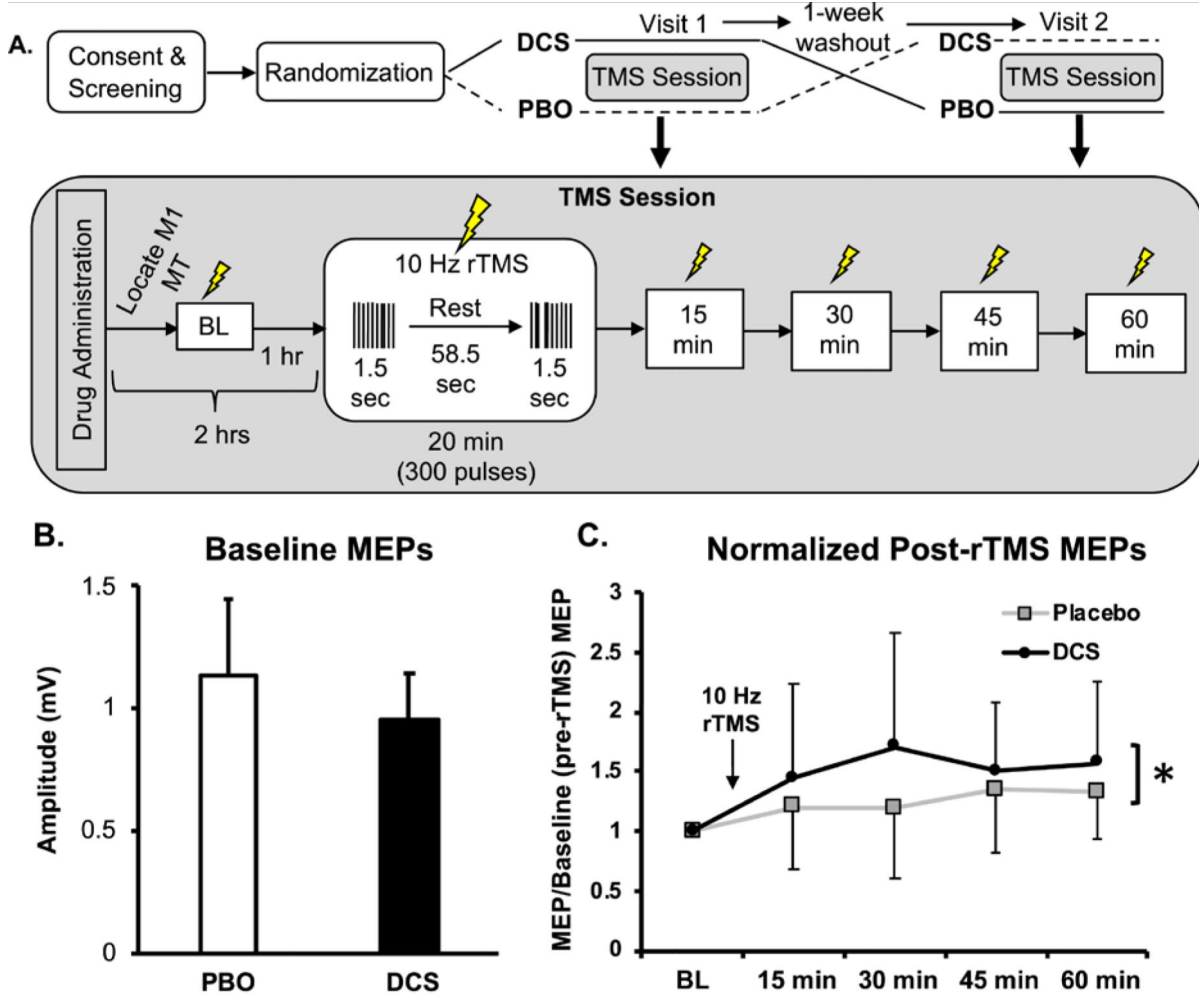 A.
Consent &
Screening
Randomization
DCS
PBO
Visit 1
TMS Session
1-week
washout
Visit 2
DCS
TMS Session
PBO
TMS Session
Drug Administration
Locate M1
MT
BL
1 hr
2 hrs
10 Hz rTMS
Rest
1.5
sec
58.5
sec
1.5
sec
20 min
(300 pulses)
15
min
30
min
45
min
60
min
B.
Baseline MEPs
Amplitude (mV)
1.5
1
0.5
0
PBO
DCS
C.
Normalized Post-rTMS MEPs
MEP/Baseline (pre-rTMS) MEP
3
2.5
2
1.5
1
0.5
0
Placebo
DCS
10 Hz
rTMS
*
BL
15 min
30 min
45 min
60 min